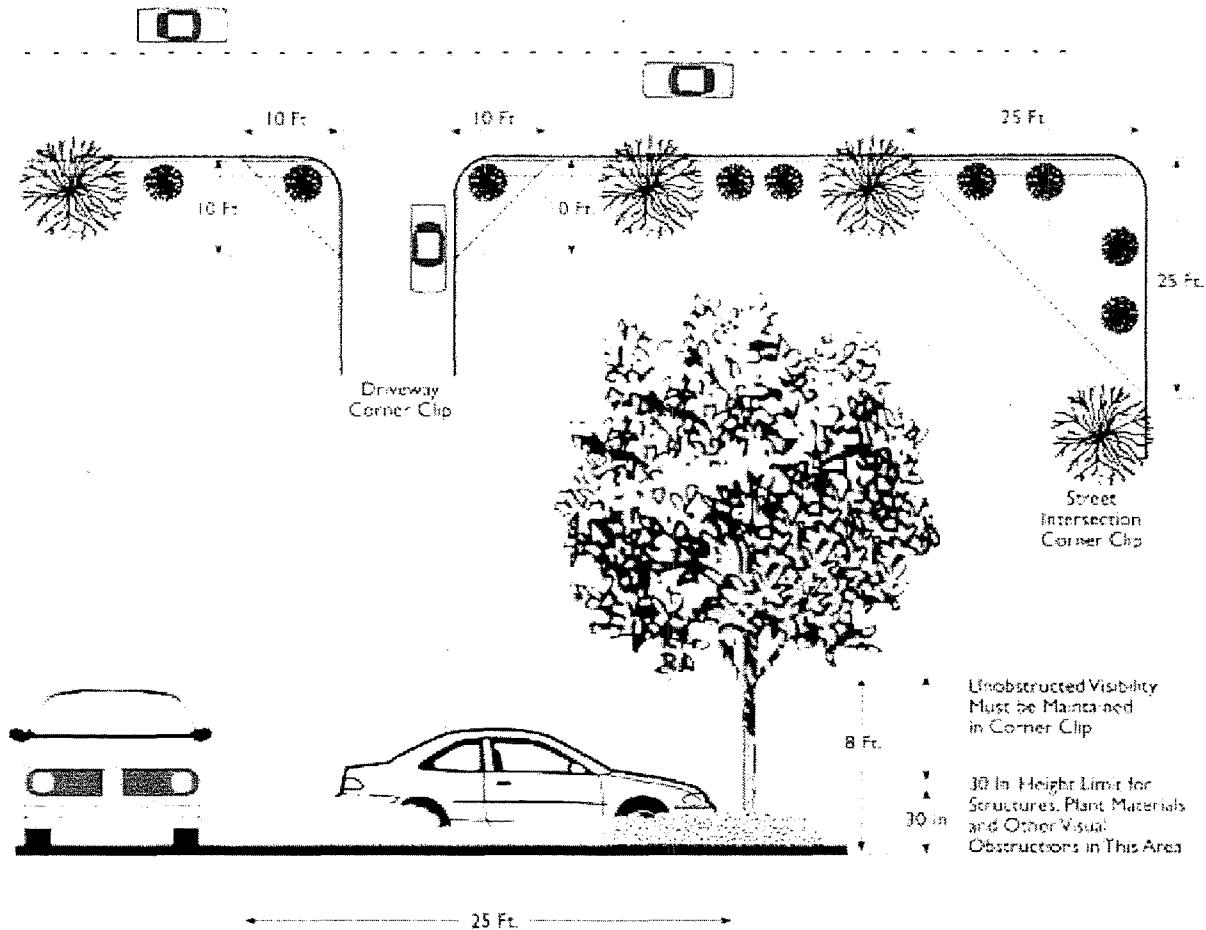 10 Ft.
10 Ft.
25 Ft.
10 Ft.
0 Ft.
25 Ft.
Driveway
Corner Clip
Street
Intersection
Corner Clip
Unobstructed Visibility
Must be Maintained
in Corner Clip
8 Ft.
30 In. Height Limit for
Structures, Plant Materials
and Other Visual
Obstructions in This Area
30 in
25 Ft.